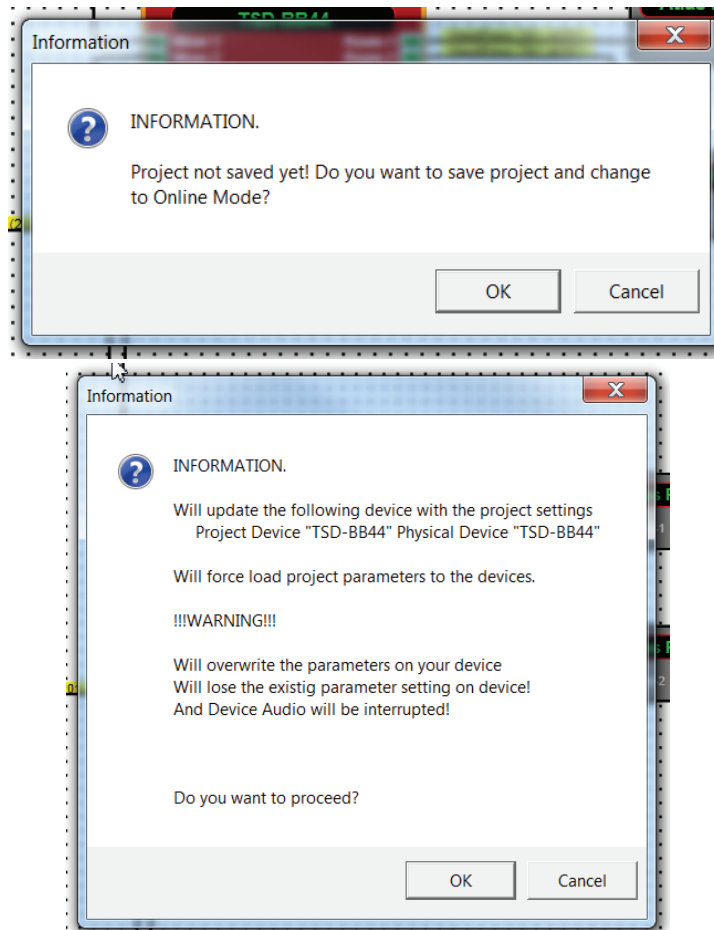 TSD-BB44
Information
X
INFORMATION.
Project not saved yet! Do you want to save project and change
to Online Mode?
OK Cancel
Information
X
INFORMATION.
Will update the following device with the project settings
Project Device "TSD-BB44" Physical Device "TSD-BB44"
Will force load project parameters to the devices.
!!!WARNING!!!
Will overwrite the parameters on your device
Will lose the existig parameter setting on device!
And Device Audio will be interrupted!
Do you want to proceed?
OK Cancel